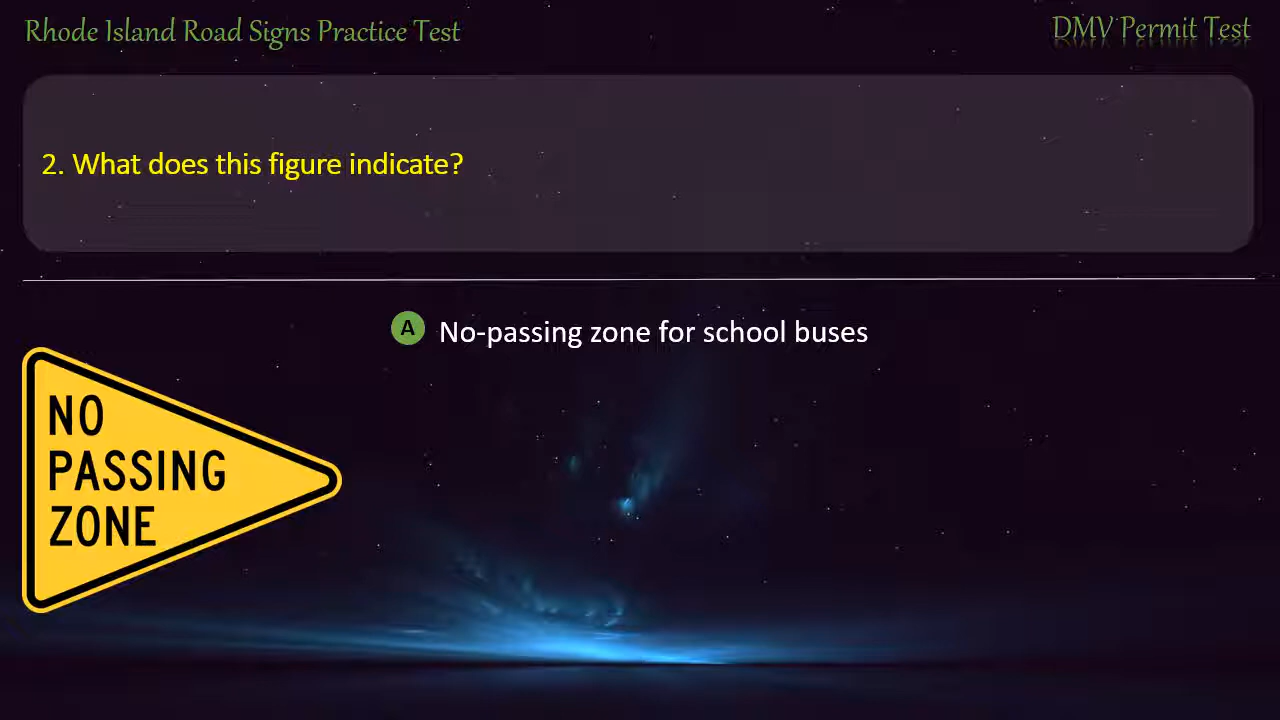 Rhode Island Road Signs Practice Test
DMV Permit Test
2. What does this figure indicate?
A No-passing zone for school buses
NO
PASSING
ZONE